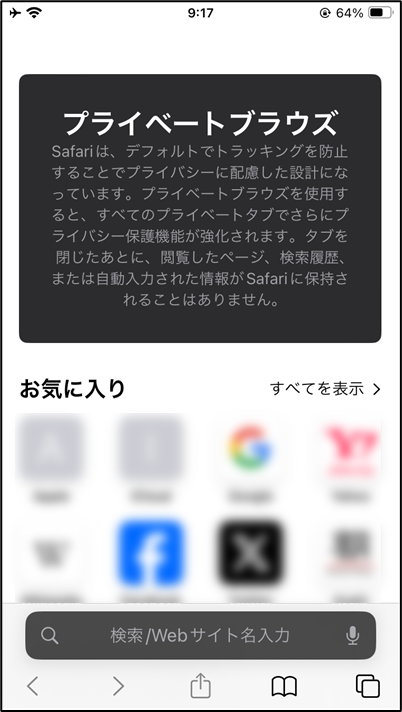 9:17
64%
プライベートブラウズ
Safariは、デフォルトでトラッキングを防止
することでプライバシーに配慮した設計にな
っています。プライベートブラウズを使用す
ると、すべてのプライベートタブでさらにプ
ライバシー保護機能が強化されます。タブを
閉じたあとに、閲覧したページ、検索履歴、
または自動入力された情報がSafariに保持さ
れることはありません。
お気に入り
すべてを表示
検索/Webサイト名入力